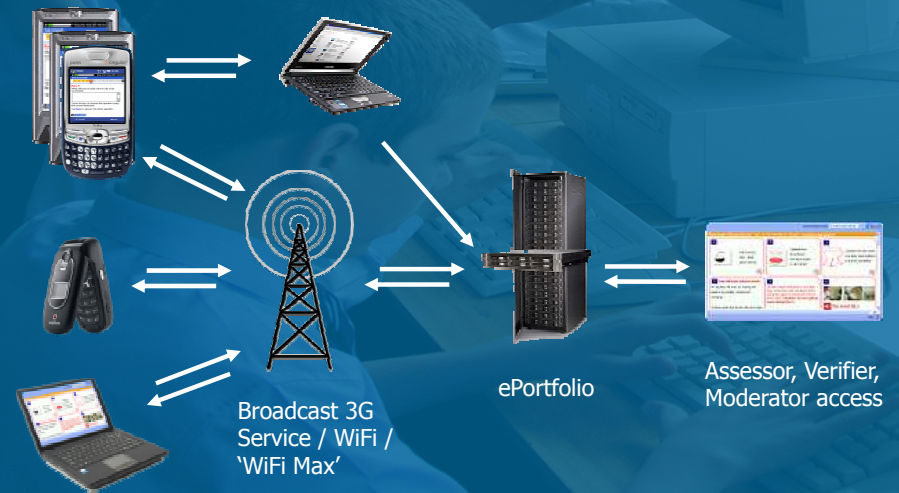 Broadcast 3G
Service / WiFi /
‘WiFi Max’
ePortfolio
Assessor, Verifier,
Moderator access